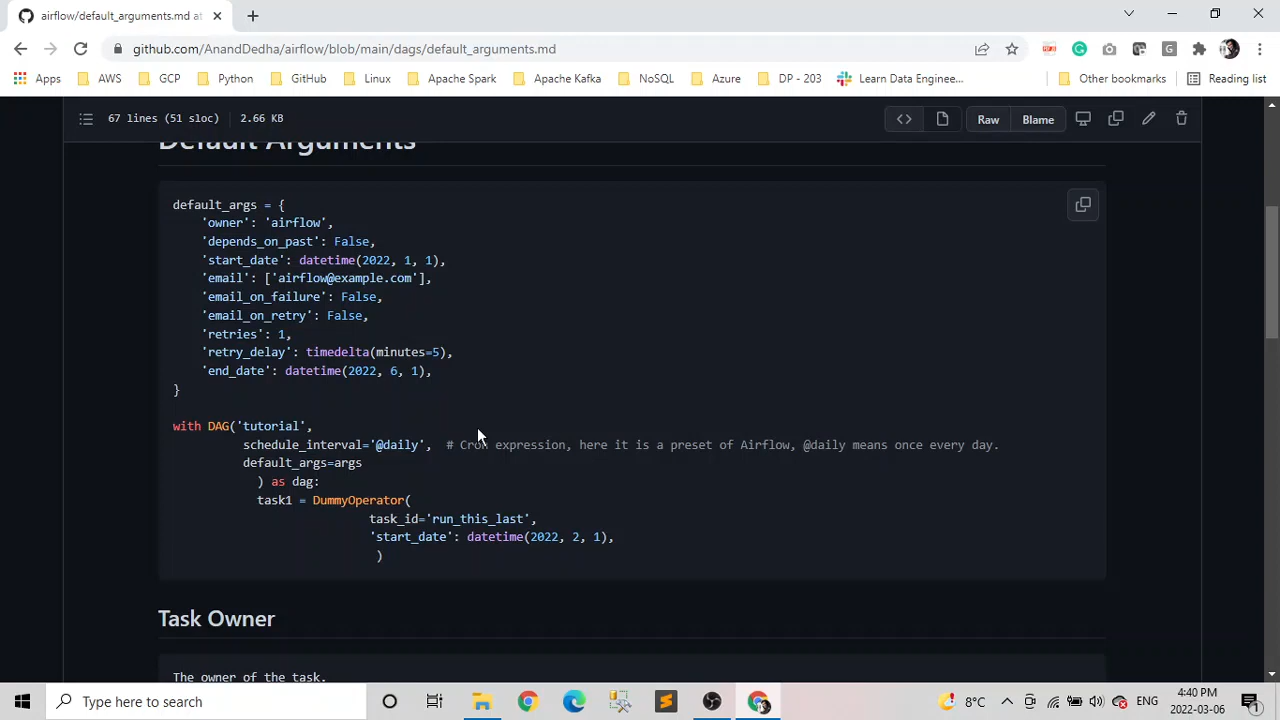 airflow/default_arguments.md at
github.com/AnandDedha/airflow/blob/main/dags/default_arguments.md
Apps AWS GCP Python GitHub Linux Apache Spark Apache Kafka NoSQL Azure DP - 203 Learn Data Enginee... Other bookmarks Reading list
67 lines (51 sloc) 2.66 KB Raw Blame
Default Arguments
default_args = {
'owner': 'airflow',
'depends_on_past': False,
'start_date': datetime(2022, 1, 1),
'email': ['airflow@example.com'],
'email_on_failure': False,
'email_on_retry': False,
'retries': 1,
'retry_delay': timedelta(minutes=5),
'end_date': datetime(2022, 6, 1),
}
with DAG('tutorial',
schedule_interval='@daily', # Cron expression, here it is a preset of Airflow, @daily means once every day.
default_args=args
) as dag:
task1 = DummyOperator(
task_id='run_this_last',
'start_date': datetime(2022, 2, 1),
)
Task Owner
The owner of the task.
Type here to search
8°C ENG
4:40 PM
2022-03-06